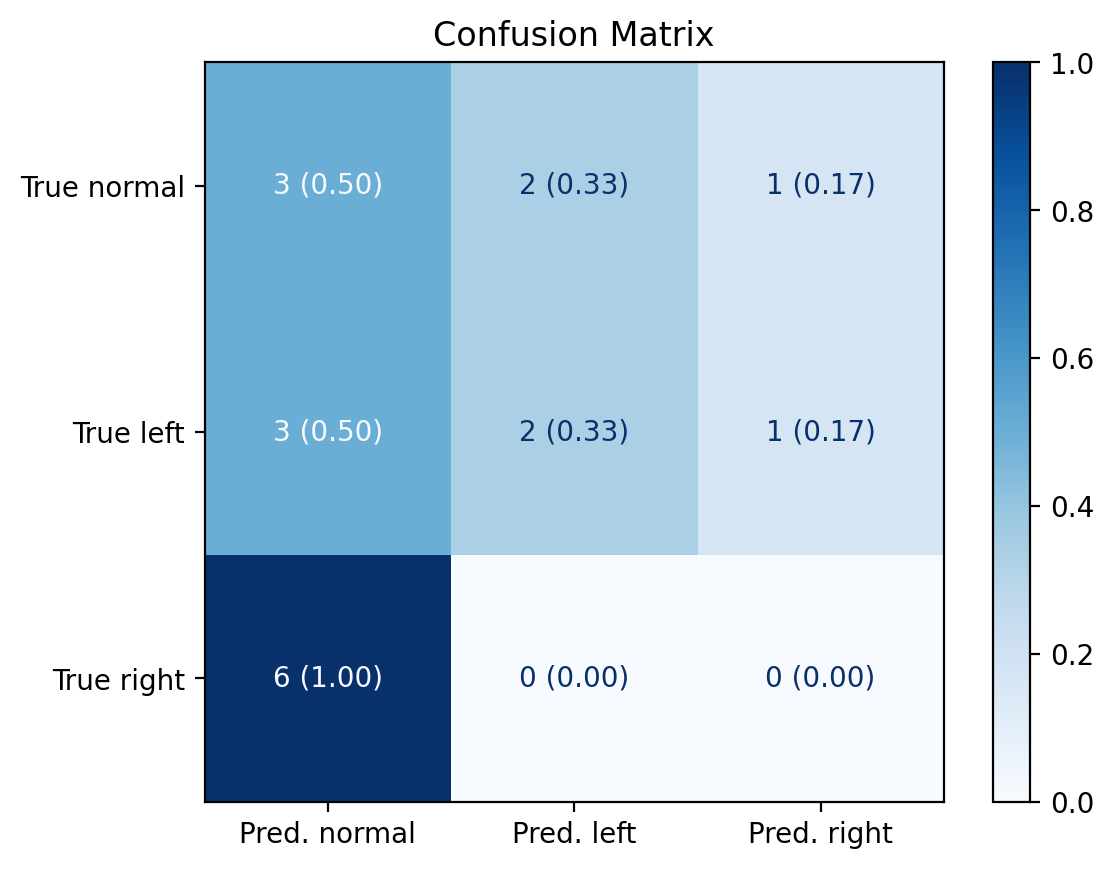 Confusion Matrix
True normal
3 (0.50)
2 (0.33)
1 (0.17)
True left
3 (0.50)
2 (0.33)
1 (0.17)
True right
6 (1.00)
0 (0.00)
0 (0.00)
Pred. normal
Pred. left
Pred. right
1.0
0.8
0.6
0.4
0.2
0.0